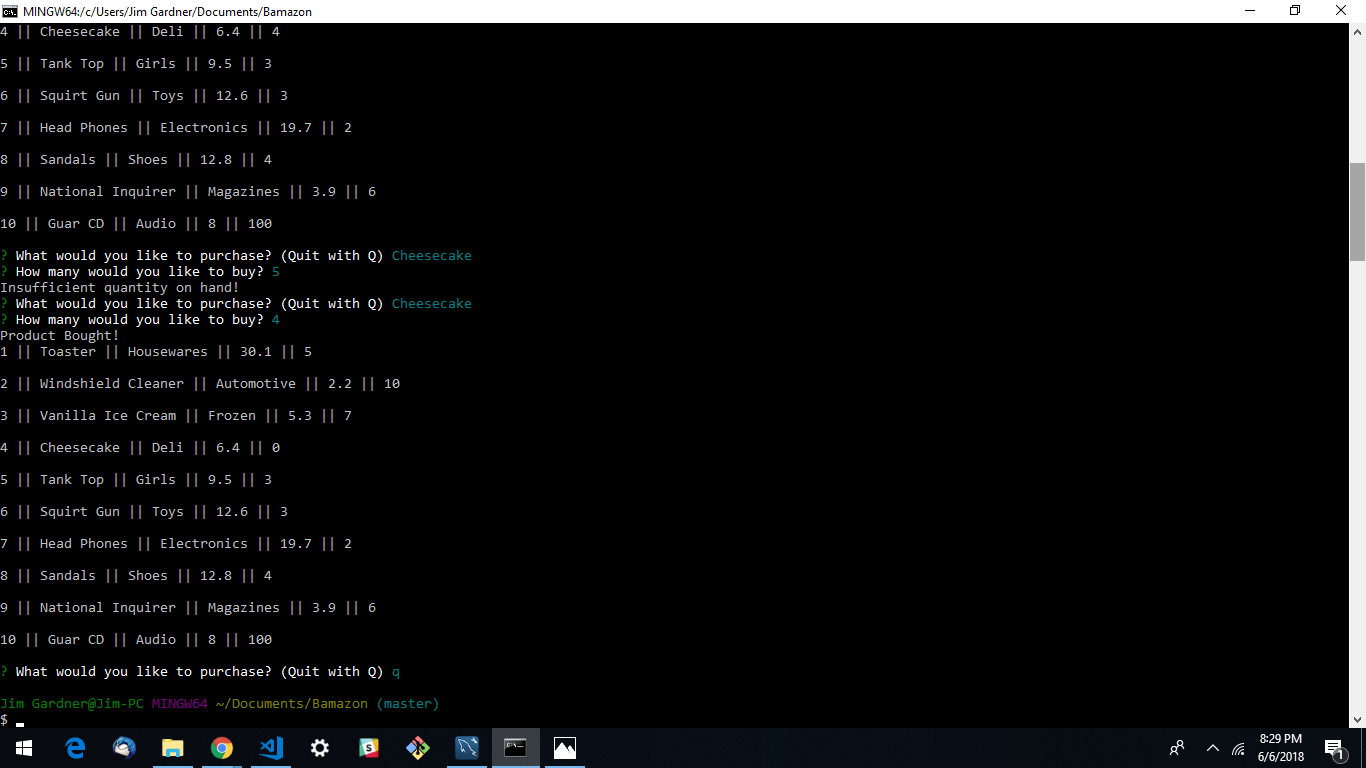 MINGW64:/c/Users/Jim Gardner/Documents/Bamazon
4 || Cheesecake || Deli || 6.4 || 4
5 || Tank Top || Girls || 9.5 || 3
6 || Squirt Gun || Toys || 12.6 || 3
7 || Head Phones || Electronics || 19.7 || 2
8 || Sandals || Shoes || 12.8 || 4
9 || National Inquirer || Magazines || 3.9 || 6
10 || Guar CD || Audio || 8 || 100
? What would you like to purchase? (Quit with Q) Cheesecake
? How many would you like to buy? 5
Insufficient quantity on hand!
? What would you like to purchase? (Quit with Q) Cheesecake
? How many would you like to buy? 4
Product Bought!
1 || Toaster || Housewares || 30.1 || 5
2 || Windshield Cleaner || Automotive || 2.2 || 10
3 || Vanilla Ice Cream || Frozen || 5.3 || 7
4 || Cheesecake || Deli || 6.4 || 0
5 || Tank Top || Girls || 9.5 || 3
6 || Squirt Gun || Toys || 12.6 || 3
7 || Head Phones || Electronics || 19.7 || 2
8 || Sandals || Shoes || 12.8 || 4
9 || National Inquirer || Magazines || 3.9 || 6
10 || Guar CD || Audio || 8 || 100
? What would you like to purchase? (Quit with Q) q
Jim Gardner@Jim-PC MINGW64 ~/Documents/Bamazon (master)
$
8:29 PM
6/6/2018
1